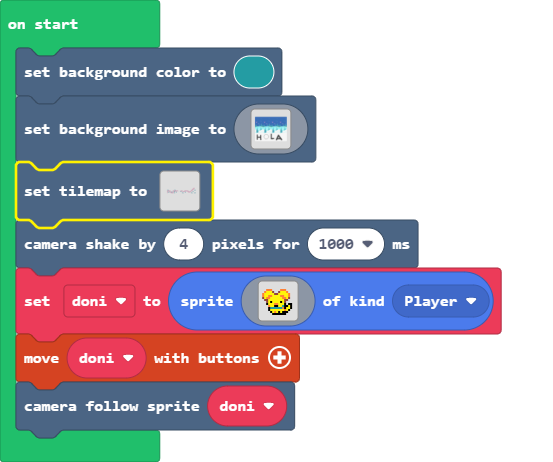 on start
set background color to
set background image to HOLA
set tilemap to
camera shake by 4 pixels for 1000 ms
set doni to sprite of kind Player
move doni with buttons
camera follow sprite doni